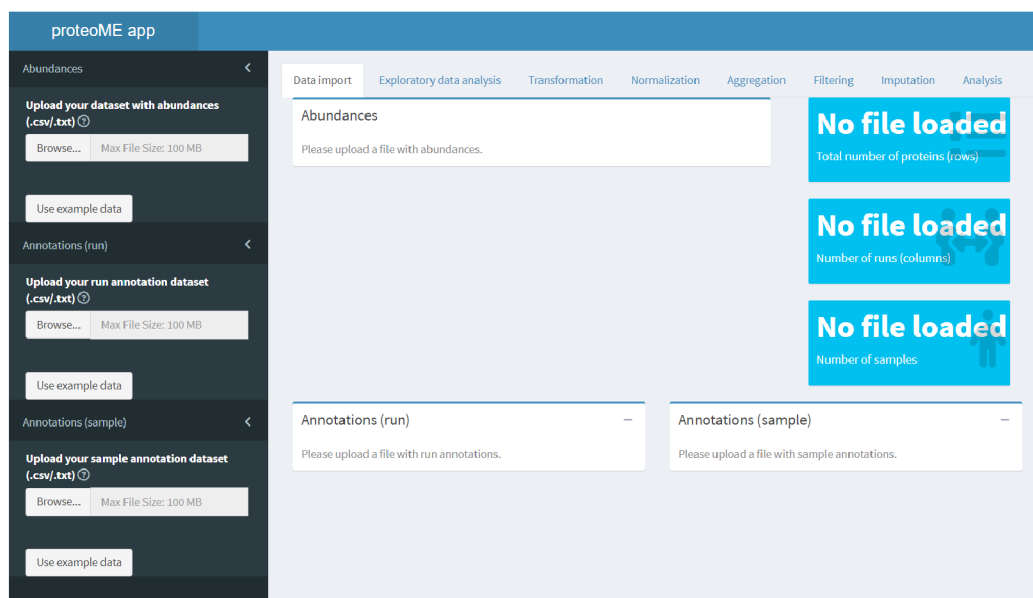 proteoME app
Abundances
Upload your dataset with abundances
(.csv/.txt)
Browse... Max File Size: 100 MB
Use example data
Annotations (run)
Upload your run annotation dataset
(.csv/.txt)
Browse... Max File Size: 100 MB
Use example data
Annotations (sample)
Upload your sample annotation dataset
(.csv/.txt)
Browse... Max File Size: 100 MB
Use example data
Data import Exploratory data analysis Transformation Normalization Aggregation Filtering Imputation Analysis
Abundances
Please upload a file with abundances.
No file loaded
Total number of proteins (rows)
No file loaded
Number of runs (columns)
No file loaded
Number of samples
Annotations (run)
Please upload a file with run annotations.
Annotations (sample)
Please upload a file with sample annotations.